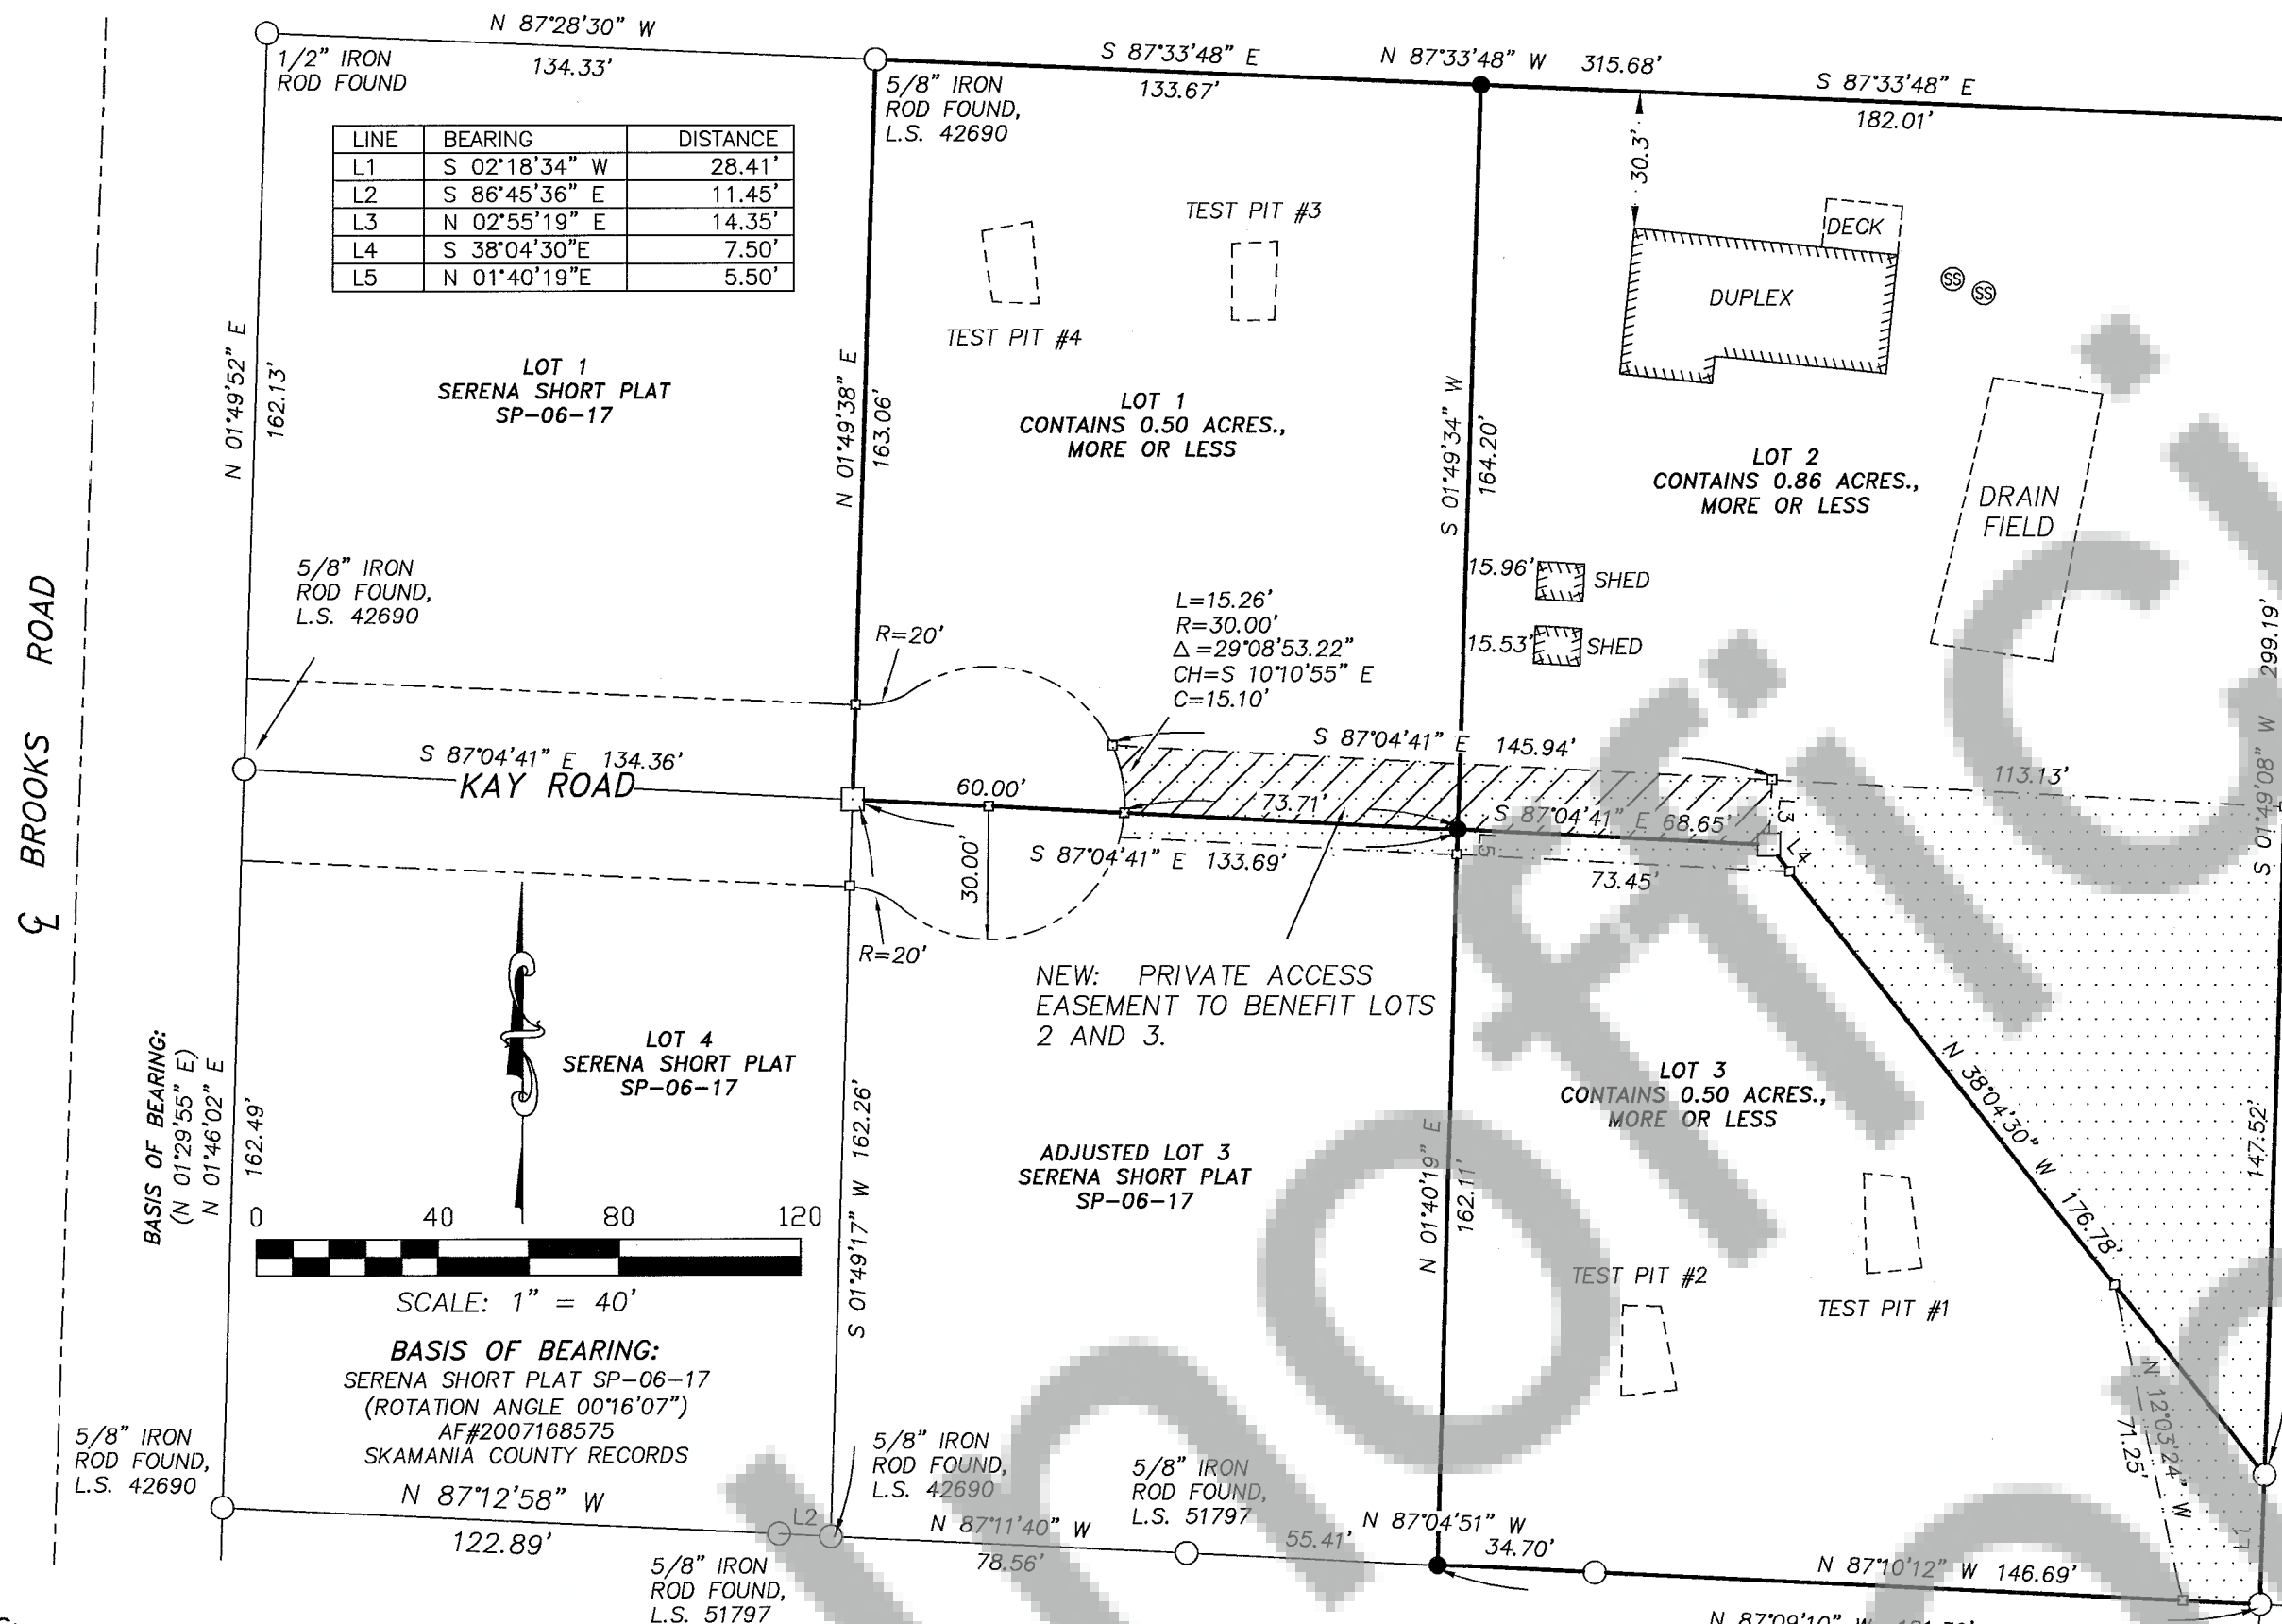 N 87°28'30" W
134.33'
S 87°33'48" E
133.67'
N 87°33'48" W 315.68'
S 87°33'48" E
182.01'
1/2" IRON
ROD FOUND
5/8" IRON
ROD FOUND,
L.S. 42690
LINE BEARING DISTANCE
L1 S 02°18'34" W 28.41'
L2 S 86°45'36" E 11.45'
L3 N 02°55'19" E 14.35'
L4 S 38°04'30"E 7.50'
L5 N 01°40'19"E 5.50'
30.3'
TEST PIT #3
TEST PIT #4
DECK
DUPLEX
SS
SS
N 01°49'52" E
162.13'
LOT 1
SERENA SHORT PLAT
SP-06-17
N 01°49'38" E
163.06'
LOT 1
CONTAINS 0.50 ACRES.,
MORE OR LESS
S 01°49'34" W
164.20'
LOT 2
CONTAINS 0.86 ACRES.,
MORE OR LESS
DRAIN
FIELD
15.96'
SHED
15.53'
SHED
5/8" IRON
ROD FOUND,
L.S. 42690
℄ BROOKS ROAD
R=20'
L=15.26'
R=30.00'
Δ=29°08'53.22"
CH=S 10°10'55" E
C=15.10'
S 01°49'08" W 299.19'
S 87°04'41" E 134.36'
KAY ROAD
60.00'
S 87°04'41" E 145.94'
73.71'
S 87°04'41" E 68.65'
113.13'
L3
L4
L5
S 87°04'41" E 133.69'
73.45'
30.00'
R=20'
NEW: PRIVATE ACCESS
EASEMENT TO BENEFIT LOTS
2 AND 3.
LOT 4
SERENA SHORT PLAT
SP-06-17
BASIS OF BEARING:
(N 01°29'55" E)
N 01°46'02" E
162.49'
S 01°49'17" W 162.26'
ADJUSTED LOT 3
SERENA SHORT PLAT
SP-06-17
N 01°40'19" E
162.11'
LOT 3
CONTAINS 0.50 ACRES.,
MORE OR LESS
N 38°04'30" W 176.78'
147.52'
TEST PIT #2
TEST PIT #1
N 12°03'24" W
71.25'
L1
0 40 80 120
SCALE: 1" = 40'
BASIS OF BEARING:
SERENA SHORT PLAT SP-06-17
(ROTATION ANGLE 00°16'07")
AF#2007168575
SKAMANIA COUNTY RECORDS
5/8" IRON
ROD FOUND,
L.S. 42690
N 87°12'58" W
122.89'
L2
5/8" IRON
ROD FOUND,
L.S. 51797
5/8" IRON
ROD FOUND,
L.S. 42690
N 87°11'40" W
78.56'
5/8" IRON
ROD FOUND,
L.S. 51797
55.41'
N 87°04'51" W
34.70'
N 87°10'12" W 146.69'
N 87°09'10" W